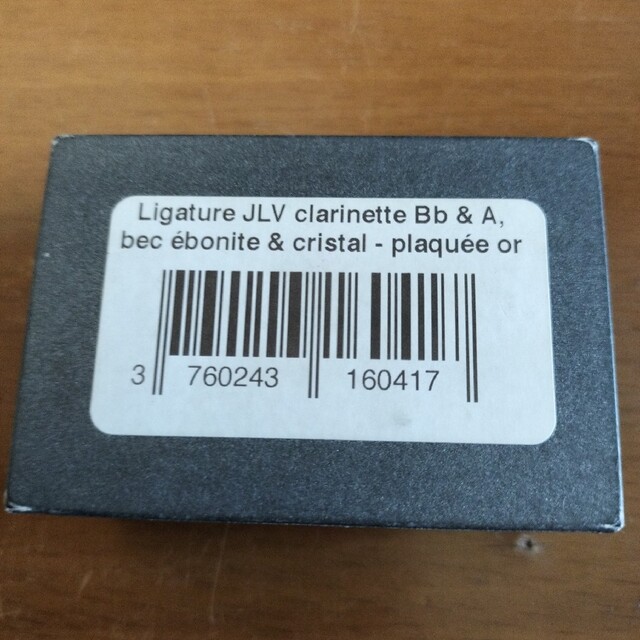 Ligature JLV clarinette Bb & A,
bec ébonite & cristal - plaquée or
3 760243 160417